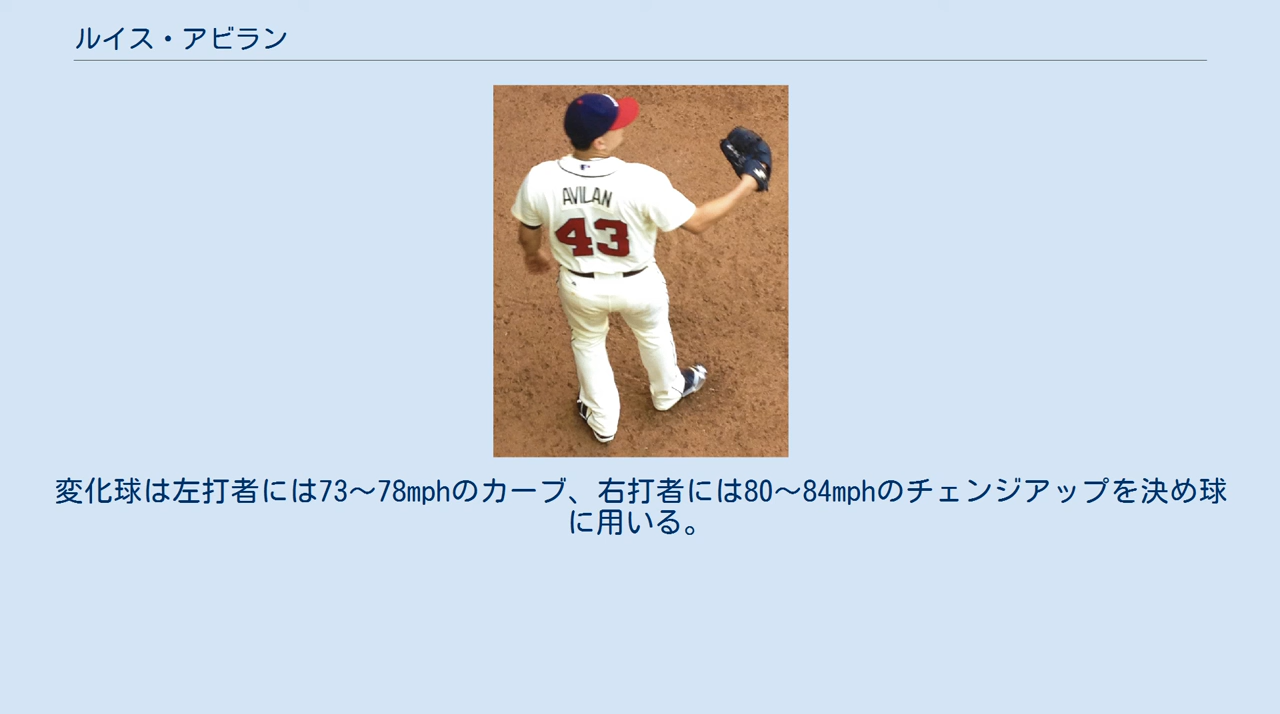 ルイス・アビラン
AVILAN
43
変化球は左打者には73～78mphのカーブ、右打者には80～84mphのチェンジアップを決め球
に用いる。